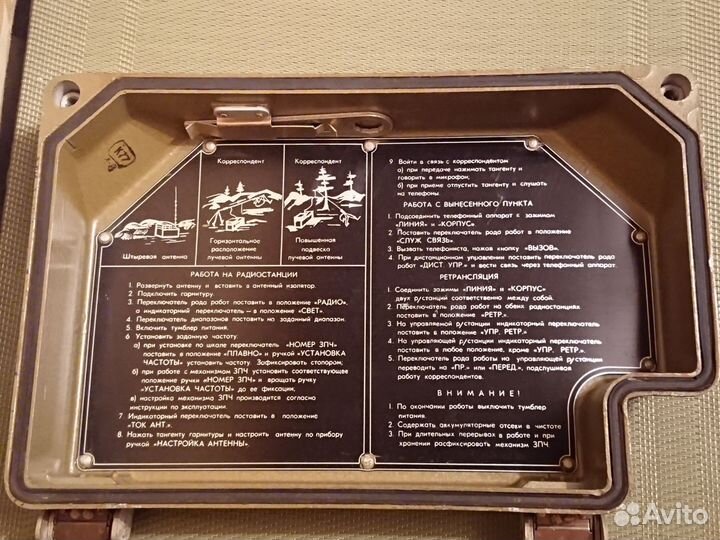 К77
Корреспондент
Корреспондент
Штыревая антенна
Горизонтальное
расположение
лучевой антенны
Повышенная
подвеска
лучевой антенны
РАБОТА НА РАДИОСТАНЦИИ
1. Развернуть антенну и вставить в антенный изолятор.
2. Подключить гарнитуру.
3. Переключатель рода работ поставить в положение «РАДИО»,
а индикаторный переключатель – в положение „СВЕТ".
4. Переключатель диапазонов поставить на заданный диапазон.
5. Включить тумблер питания.
6. Установить заданную частоту:
а) при установке по шкале переключатель «НОМЕР ЗПЧ»
поставить в положение «ПЛАВНО» и ручкой «УСТАНОВКА
ЧАСТОТЫ» установить частоту. Зафиксировать стопором;
б) при работе с механизмом ЗПЧ установить соответствующее
положение ручки «НОМЕР ЗПЧ» и вращать ручку
«УСТАНОВКА ЧАСТОТЫ» до ее фиксации;
в) настройка механизма ЗПЧ производится согласно
инструкции по эксплуатации.
7. Индикаторный переключатель поставить в положение
«ТОК АНТ.»
8. Нажать тангенту гарнитуры и настроить антенну по прибору
ручкой «НАСТРОЙКА АНТЕННЫ».
9. Войти в связь с корреспондентом
а) при передаче нажимать тангенту и
говорить в микрофон;
б) при приеме отпустить тангенту и слушать
на телефоны.
РАБОТА С ВЫНЕСЕННОГО ПУНКТА
1. Подсоединить телефонный аппарат к зажимам
„ЛИНИЯ" и «КОРПУС».
2. Поставить переключатель рода работ в положение
«СЛУЖ СВЯЗЬ».
3. Вызвать телефониста, нажав кнопку «ВЫЗОВ».
4. При дистанционном управлении поставить переключатель рода
работ „ДИСТ. УПР." и вести связь через телефонный аппарат.
РЕТРАНСЛЯЦИЯ
1. Соединить зажимы «ЛИНИЯ» и «КОРПУС»
двух р/станций соответственно между собой.
2. Переключатель рода работ на обеих радиостанциях
поставить в положение „РЕТР."
3. На управляемой р/станции индикаторный переключатель
поставить в положение „УПР. РЕТР."
4. На управляющей р/станции индикаторный переключатель
поставить в любое положение, кроме «УПР. РЕТР.».
5. Переключатель рода работы на управляющей р/станции
переводить на «ПР.» или «ПЕРЕД.», подслушивая
работу корреспондентов.
ВНИМАНИЕ!
1. По окончании работы выключить тумблер
питания.
2. Содержать аккумуляторные отсеки в чистоте
3. При длительных перерывах в работе и при
хранении расфиксировать механизм ЗПЧ
Avito